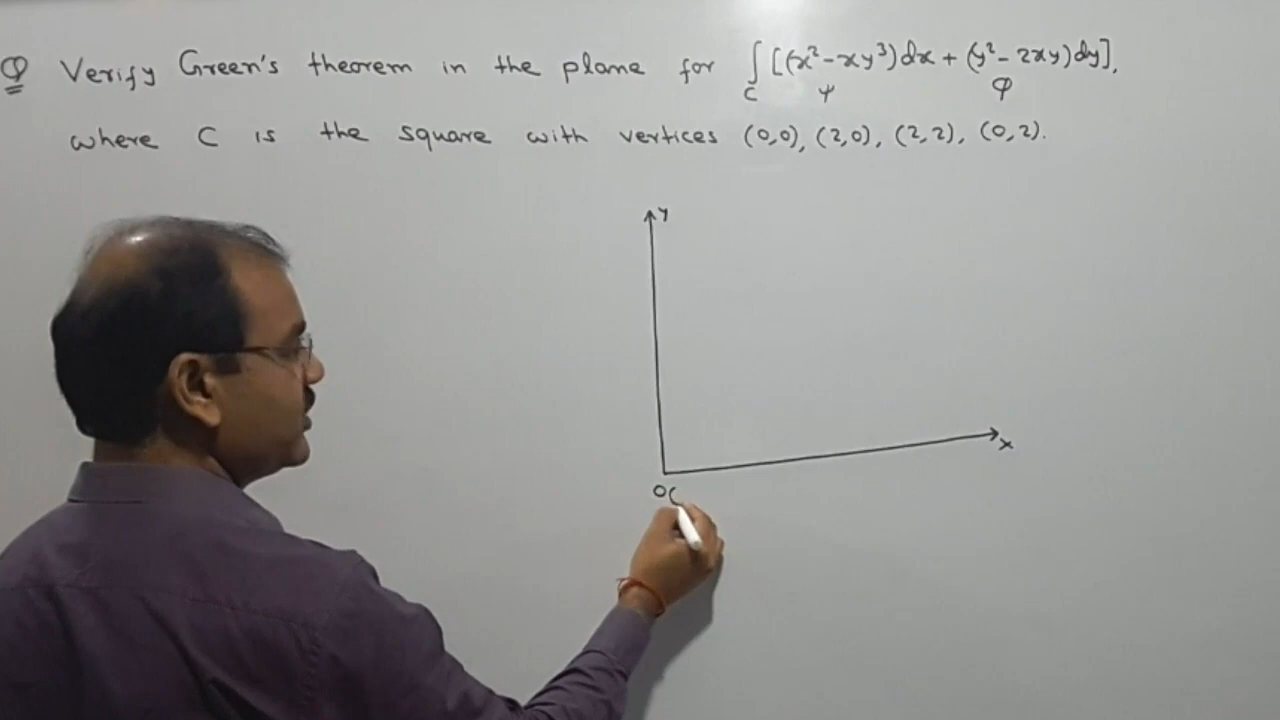 Q Verify Green's theorem in the plane for ∫ [(x²-xy³)dx + (y²- 2xy)dy],
C ψ φ
where C is the square with vertices (0,0), (2,0), (2,2), (0,2).
Y
X
O(